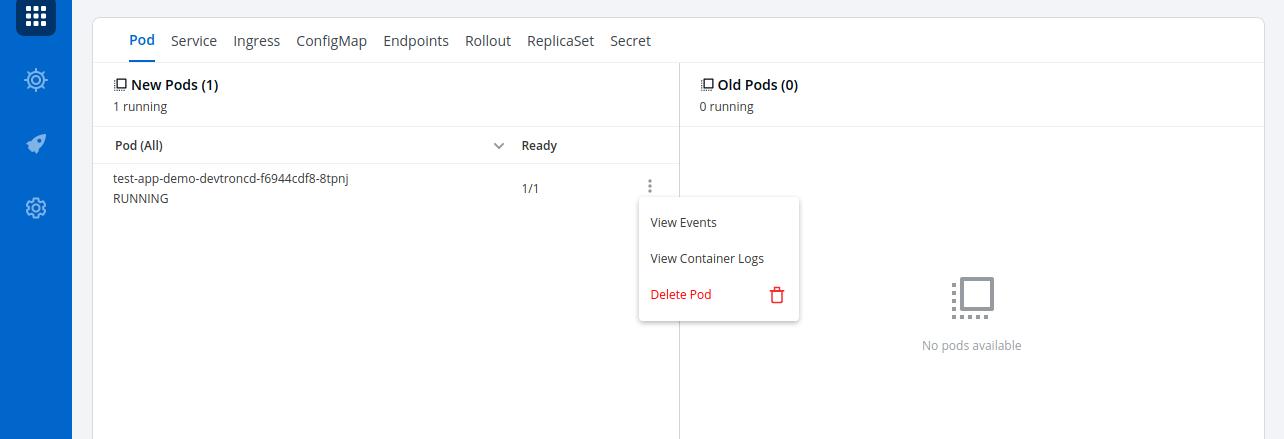 Pod Service Ingress ConfigMap Endpoints Rollout ReplicaSet Secret
New Pods (1)
1 running
Old Pods (0)
0 running
Pod (All) Ready
test-app-demo-devtroncd-f6944cdf8-8tpnj
RUNNING
1/1
View Events
View Container Logs
Delete Pod
No pods available